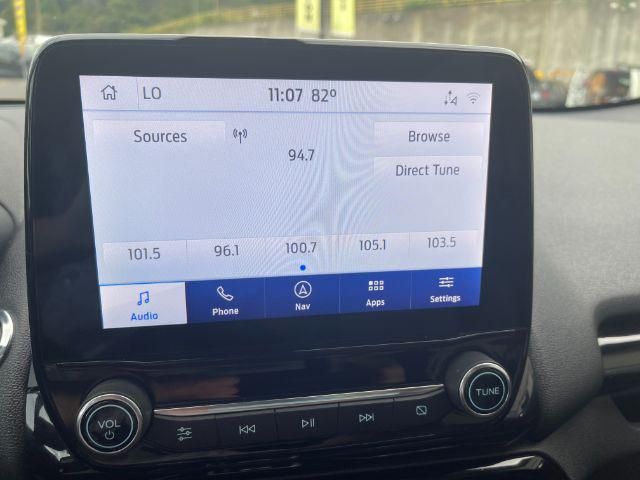 LO 11:07 82°
Sources 94.7 Browse
Direct Tune
101.5 96.1 100.7 105.1 103.5
Audio Phone Nav Apps Settings
VOL TUNE